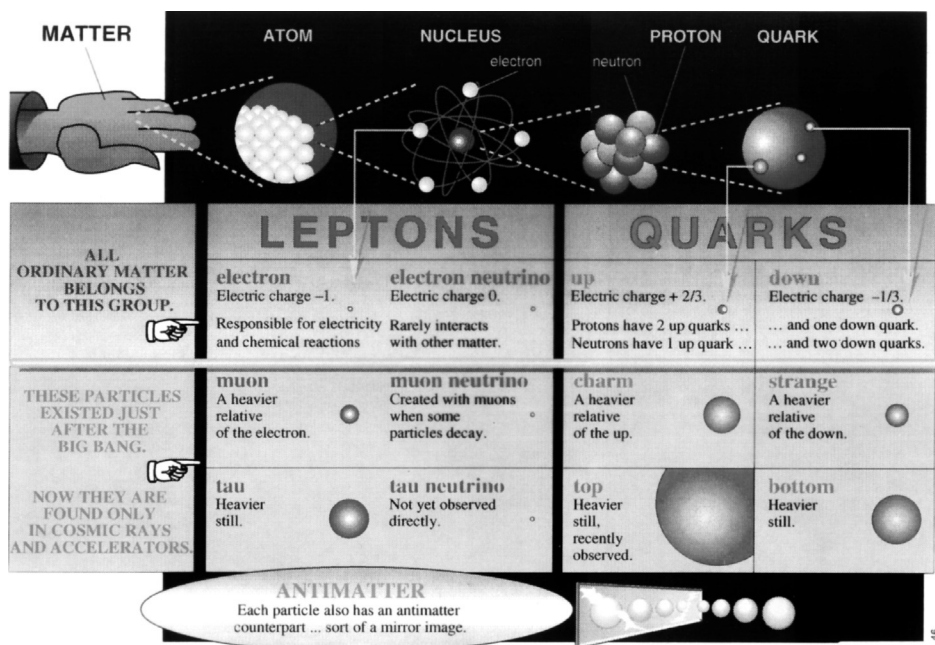 MATTER
ATOM
NUCLEUS
PROTON
QUARK
electron
neutron
LEPTONS
QUARKS
ALL
ORDINARY MATTER
BELONGS
TO THIS GROUP.
electron
Electric charge –1.
Responsible for electricity
and chemical reactions
electron neutrino
Electric charge 0.
Rarely interacts
with other matter.
up
Electric charge + 2/3.
Protons have 2 up quarks ...
Neutrons have 1 up quark ...
down
Electric charge –1/3.
... and one down quark.
... and two down quarks.
THESE PARTICLES
EXISTED JUST
AFTER THE
BIG BANG.
NOW THEY ARE
FOUND ONLY
IN COSMIC RAYS
AND ACCELERATORS.
muon
A heavier
relative
of the electron.
muon neutrino
Created with muons
when some
particles decay.
charm
A heavier
relative
of the up.
strange
A heavier
relative
of the down.
tau
Heavier
still.
tau neutrino
Not yet observed
directly.
top
Heavier
still,
recently
observed.
bottom
Heavier
still.
ANTIMATTER
Each particle also has an antimatter
counterpart ... sort of a mirror image.